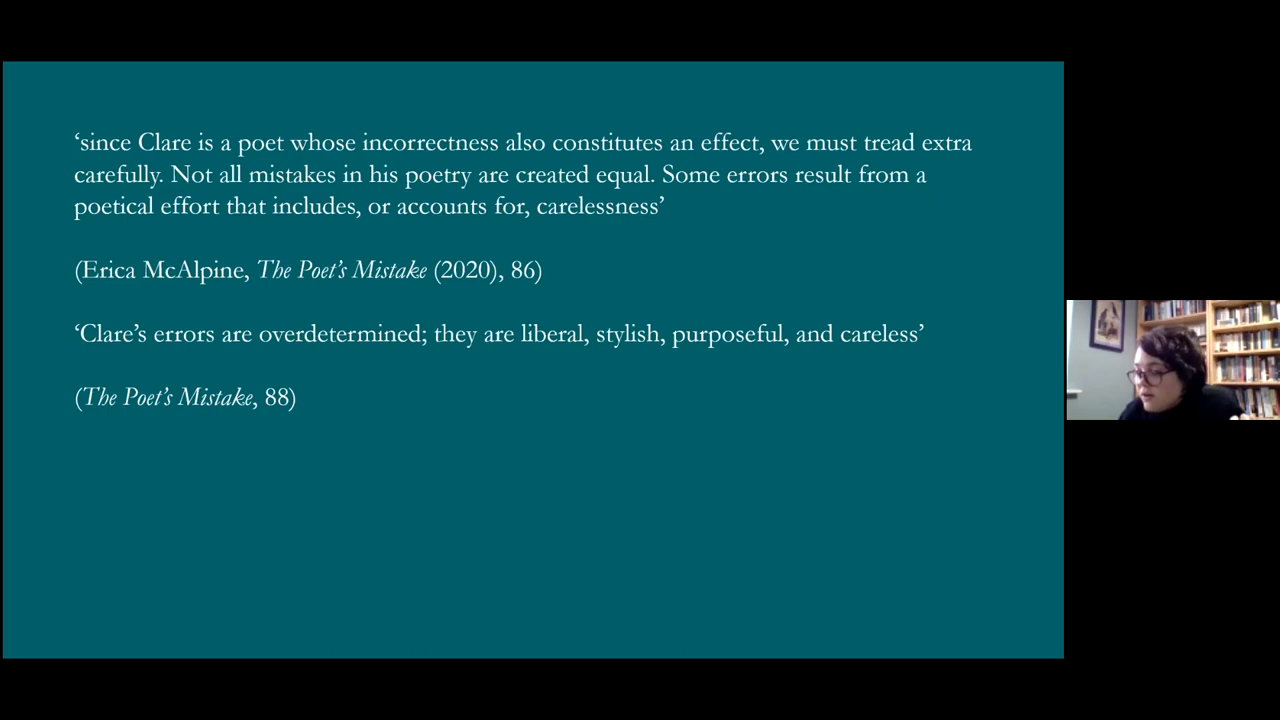 ‘since Clare is a poet whose incorrectness also constitutes an effect, we must tread extra
carefully. Not all mistakes in his poetry are created equal. Some errors result from a
poetical effort that includes, or accounts for, carelessness’
(Erica McAlpine, The Poet’s Mistake (2020), 86)
‘Clare’s errors are overdetermined; they are liberal, stylish, purposeful, and careless’
(The Poet’s Mistake, 88)